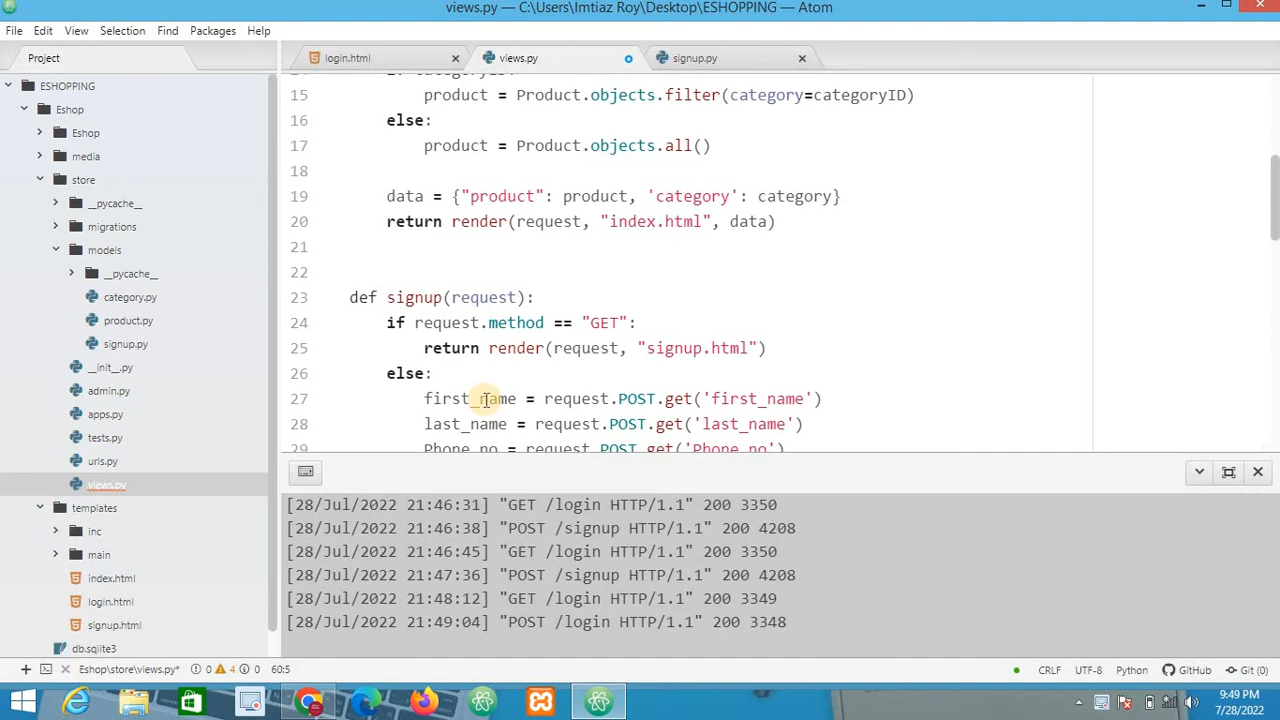 views.py — C:\Users\Imtiaz Roy\Desktop\ESHOPPING — Atom
File Edit View Selection Find Packages Help
Project
login.html
views.py
signup.py
ESHOPPING
Eshop
Eshop
media
store
__pycache__
migrations
models
__pycache__
category.py
product.py
signup.py
__init__.py
admin.py
apps.py
tests.py
urls.py
views.py
templates
inc
main
index.html
login.html
signup.html
db.sqlite3
15 product = Product.objects.filter(category=categoryID)
16 else:
17 product = Product.objects.all()
18
19 data = {"product": product, 'category': category}
20 return render(request, "index.html", data)
21
22
23 def signup(request):
24 if request.method == "GET":
25 return render(request, "signup.html")
26 else:
27 first_name = request.POST.get('first_name')
28 last_name = request.POST.get('last_name')
29 Phone_no = request.POST.get('Phone_no')
[28/Jul/2022 21:46:31] "GET /login HTTP/1.1" 200 3350
[28/Jul/2022 21:46:38] "POST /signup HTTP/1.1" 200 4208
[28/Jul/2022 21:46:45] "GET /login HTTP/1.1" 200 3350
[28/Jul/2022 21:47:36] "POST /signup HTTP/1.1" 200 4208
[28/Jul/2022 21:48:12] "GET /login HTTP/1.1" 200 3349
[28/Jul/2022 21:49:04] "POST /login HTTP/1.1" 200 3348
Eshop\store\views.py* 0 4 0 60:5 CRLF UTF-8 Python GitHub Git (0)
9:49 PM
7/28/2022